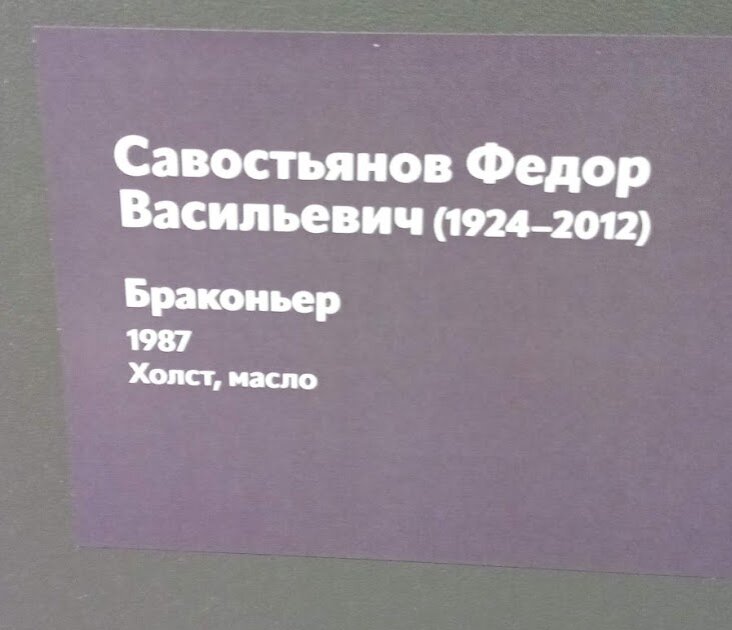 Савостьянов Федор
Васильевич (1924–2012)
Браконьер
1987
Холст, масло